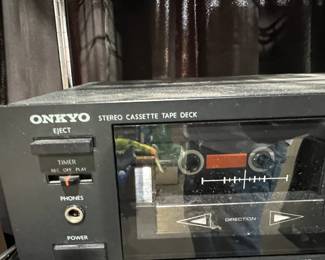 ONKYO STEREO CASSETTE TAPE DECK
EJECT
TIMER
REC OFF PLAY
PHONES
DIRECTION
POWER